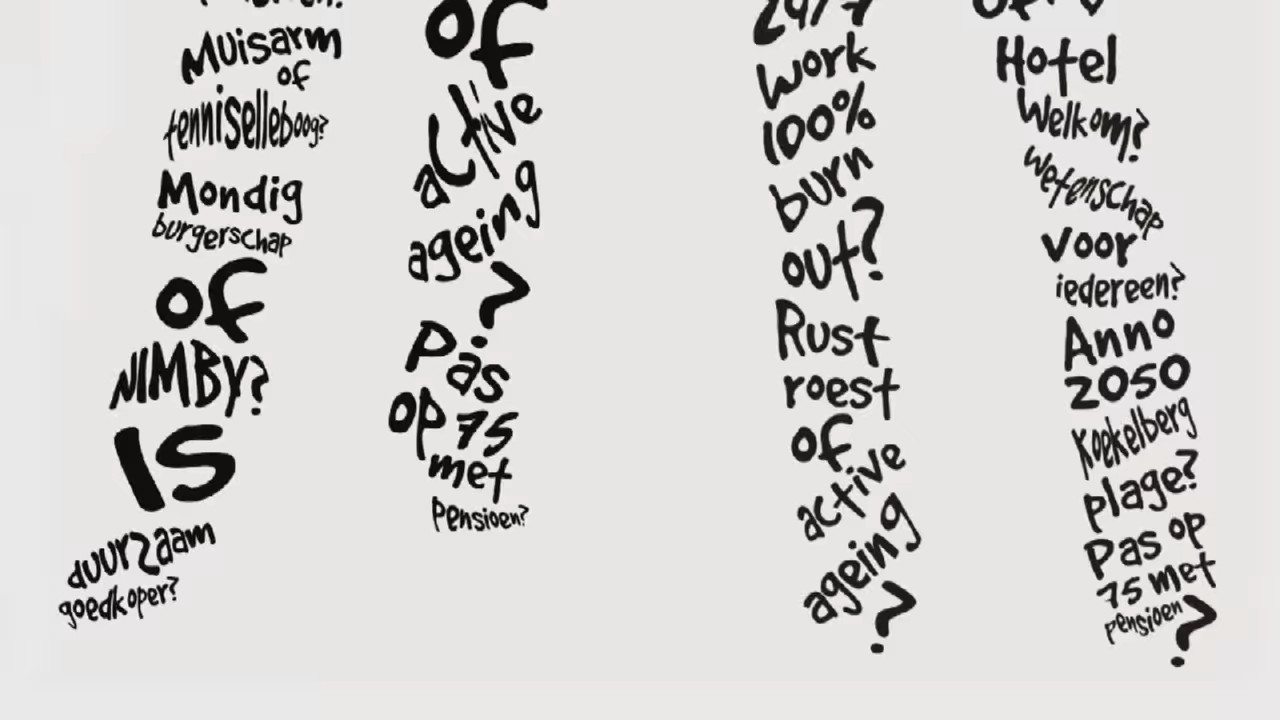 Muisarm
of
tenniselleboog?
Mondig
burgerschap
of
NIMBY?
IS
duurzaam
goedkoper?
of
active
ageing
?
Pas
op 75
met
pensioen?
24/7
work
100%
burn
out?
Rust
roest
of
active
ageing
?
Hotel
Welkom?
wetenschap
voor
iedereen?
Anno
2050
Koekelberg
plage?
Pas op
75 met
pensioen
?